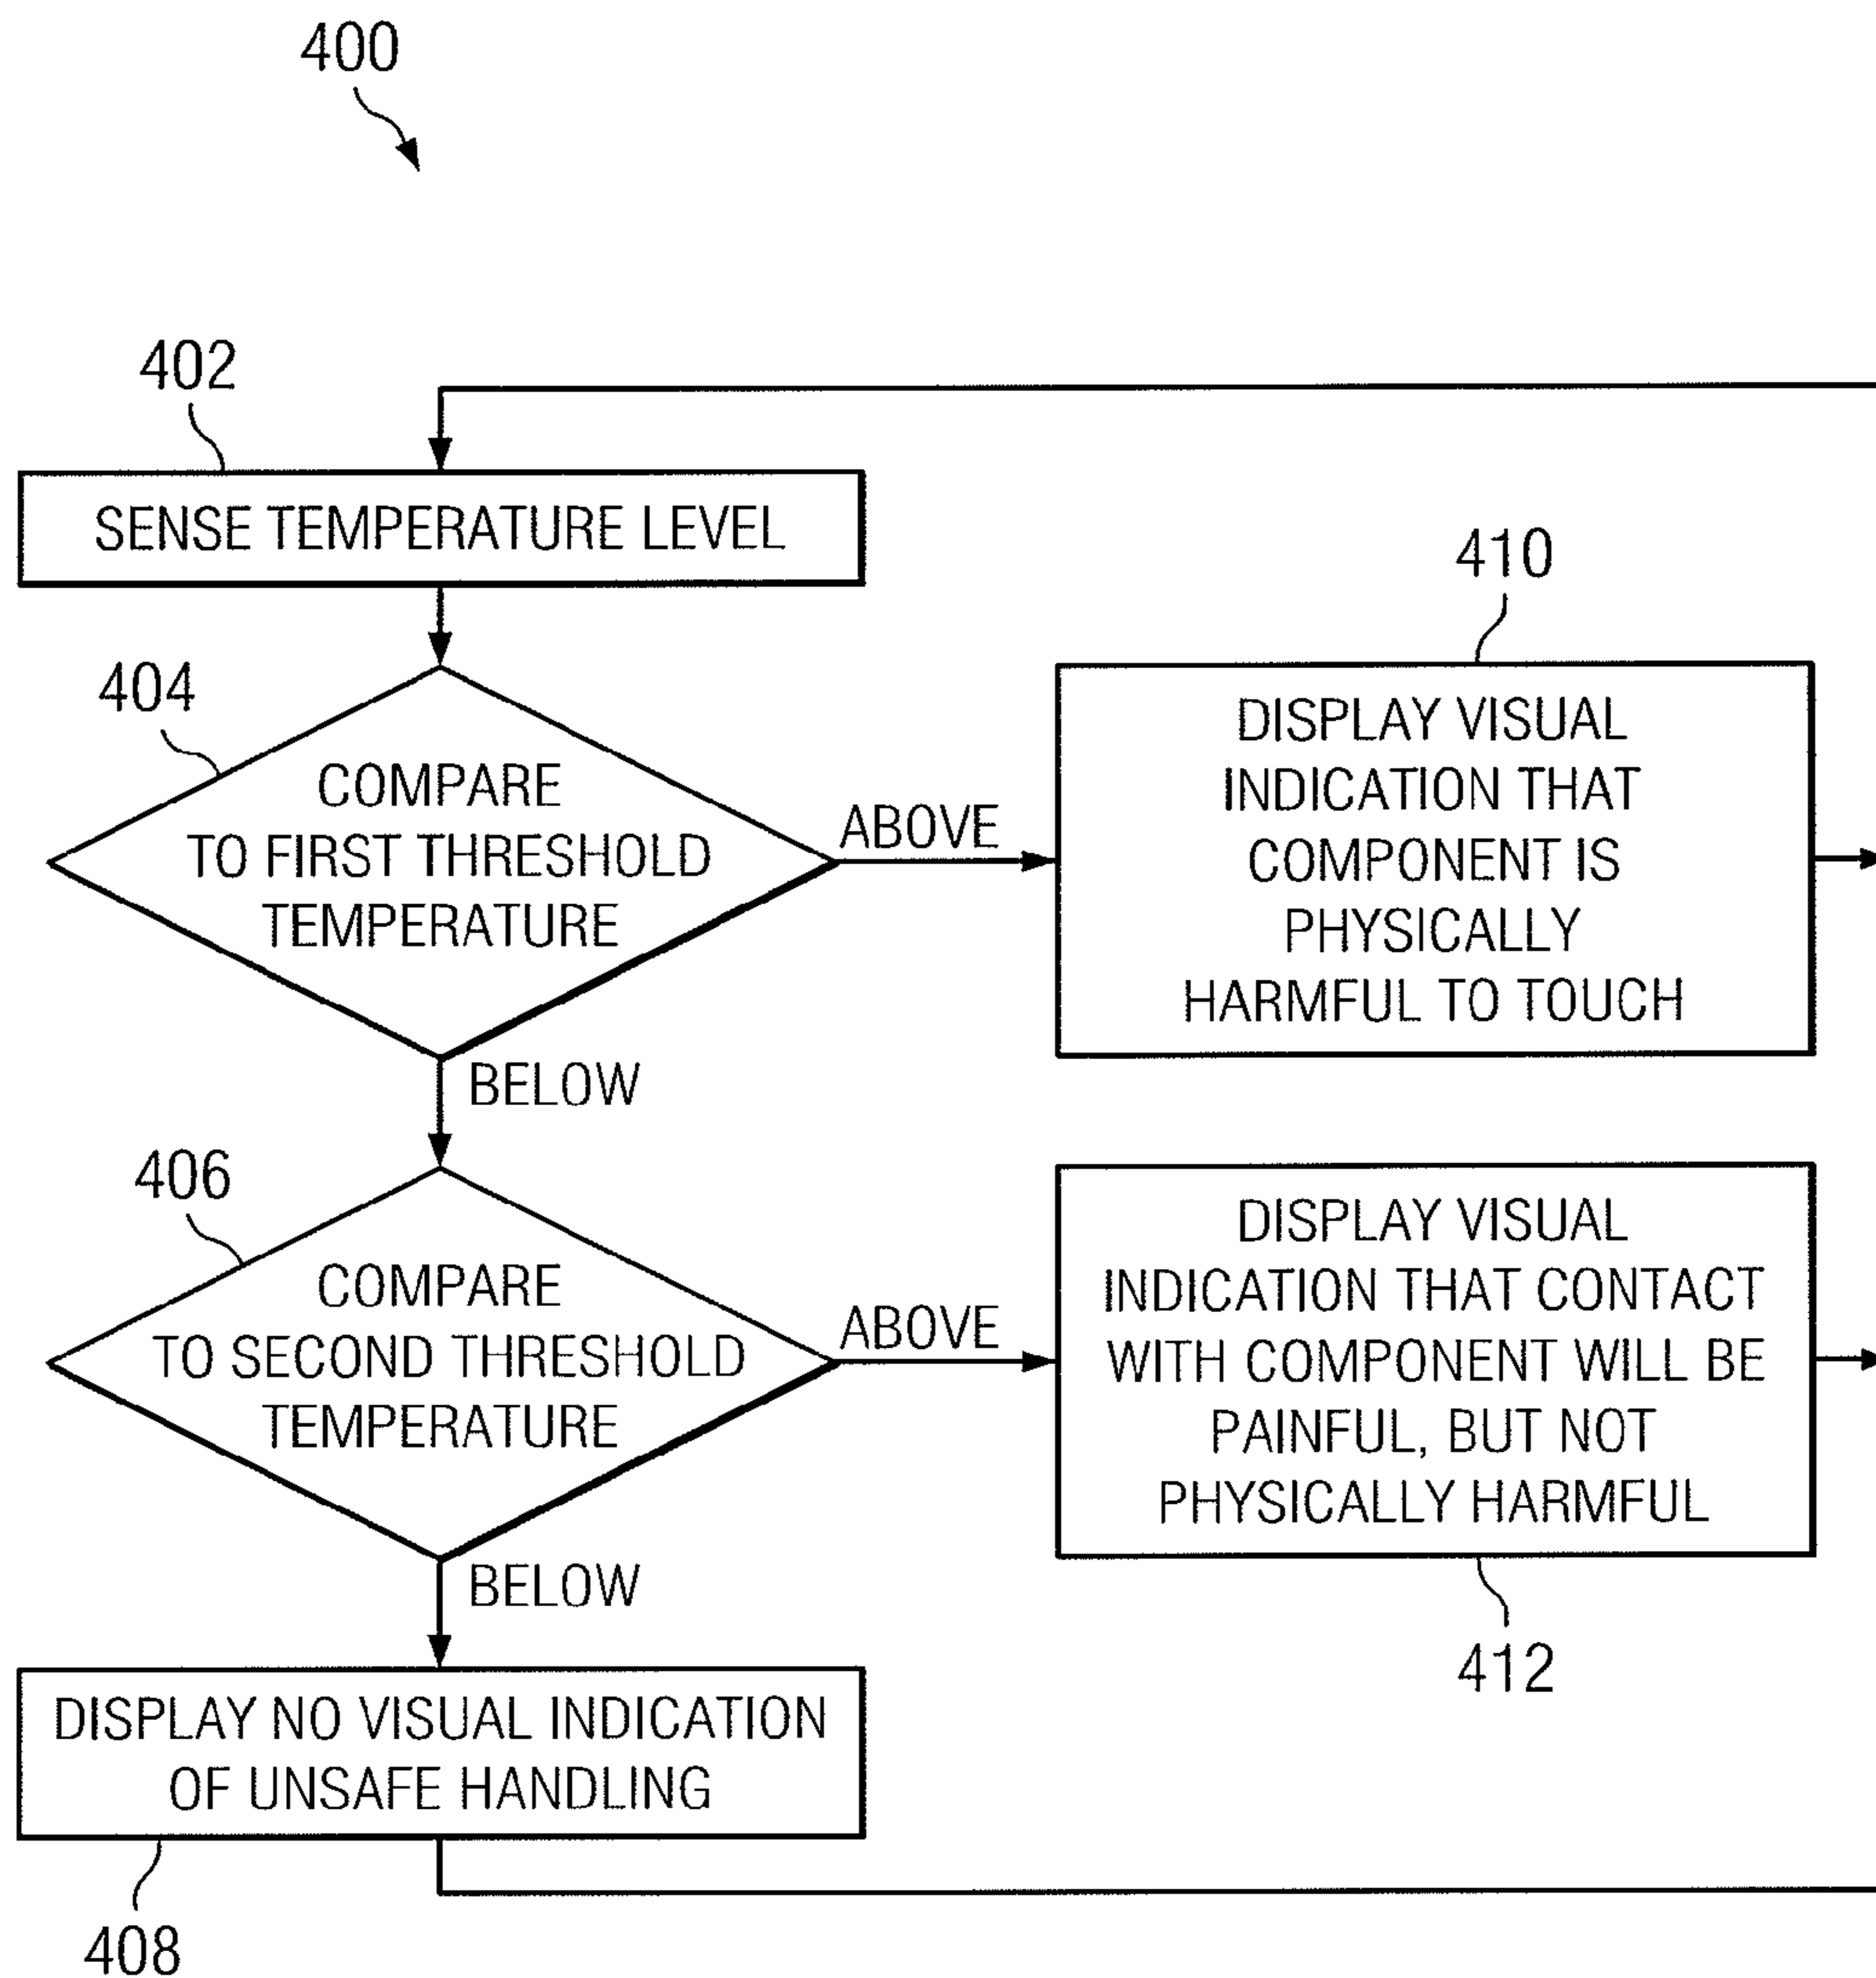 400
402
SENSE TEMPERATURE LEVEL
404
COMPARE
TO FIRST THRESHOLD
TEMPERATURE
ABOVE
BELOW
410
DISPLAY VISUAL
INDICATION THAT
COMPONENT IS
PHYSICALLY
HARMFUL TO TOUCH
406
COMPARE
TO SECOND THRESHOLD
TEMPERATURE
ABOVE
BELOW
DISPLAY VISUAL
INDICATION THAT CONTACT
WITH COMPONENT WILL BE
PAINFUL, BUT NOT
PHYSICALLY HARMFUL
412
DISPLAY NO VISUAL INDICATION
OF UNSAFE HANDLING
408